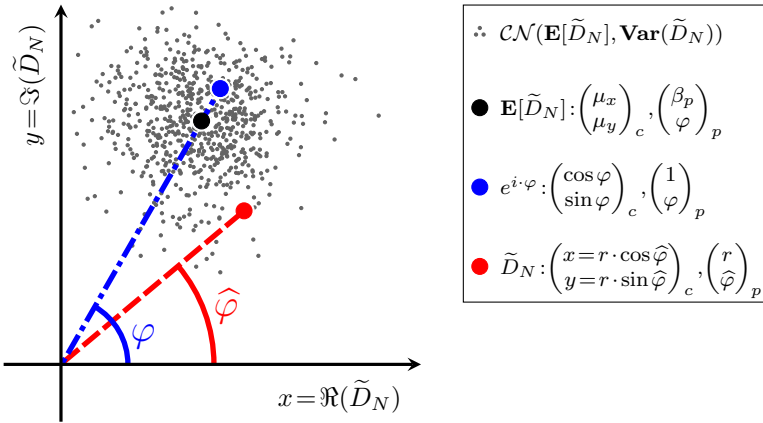 y=ℑ(D̃_N)
φ
φ̂
x=ℜ(D̃_N)
𝒞𝒩(E[D̃_N], Var(D̃_N))
E[D̃_N]: (μ_x μ_y)_c , (β_p φ)_p
e^{i·φ}: (cos φ sin φ)_c , (1 φ)_p
D̃_N: (x=r·cos φ̂ y=r·sin φ̂)_c , (r φ̂)_p